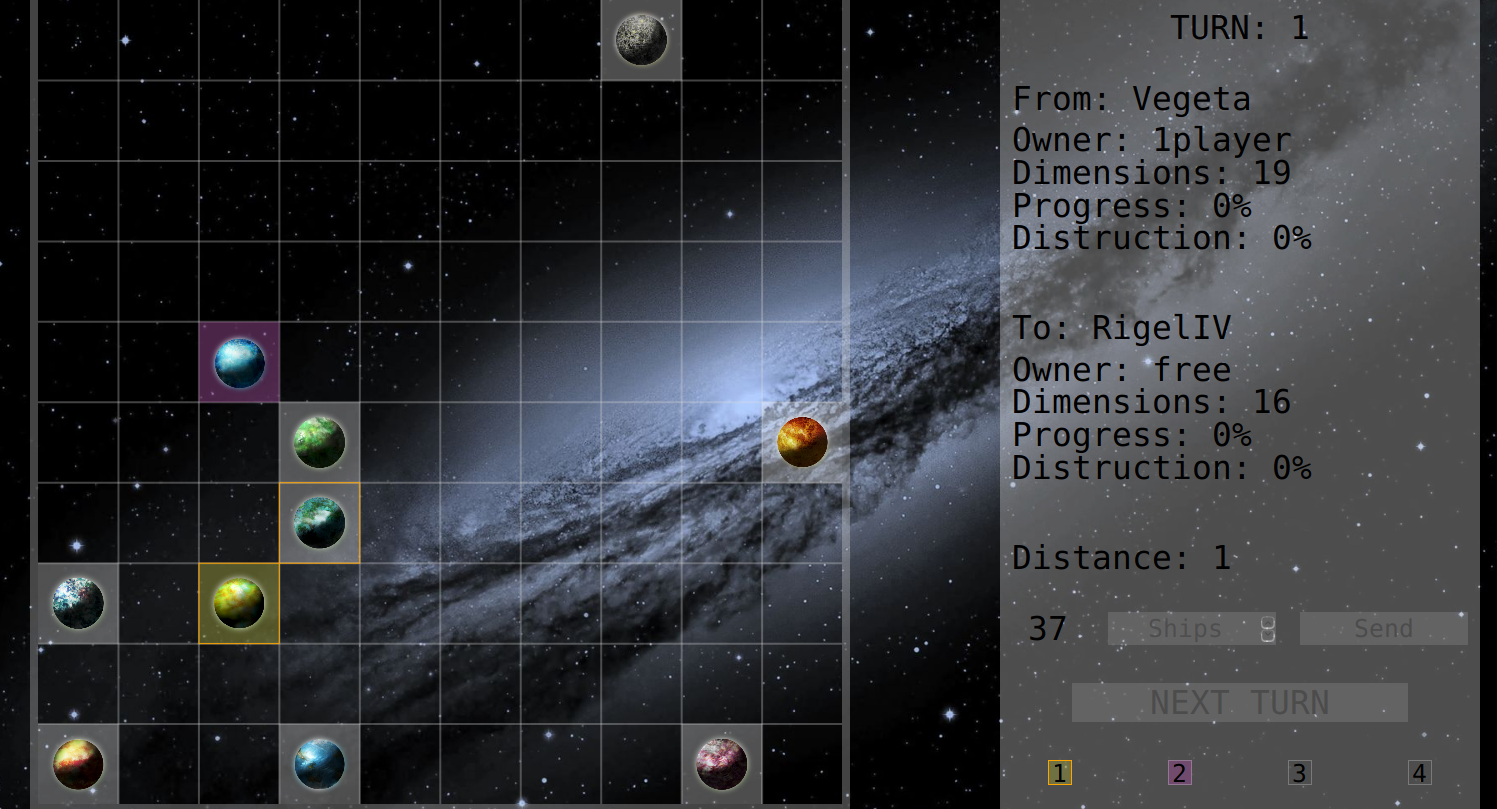 TURN: 1
From: Vegeta
Owner: 1player
Dimensions: 19
Progress: 0%
Distruction: 0%
To: RigelIV
Owner: free
Dimensions: 16
Progress: 0%
Distruction: 0%
Distance: 1
37 Ships Send
NEXT TURN
1 2 3 4